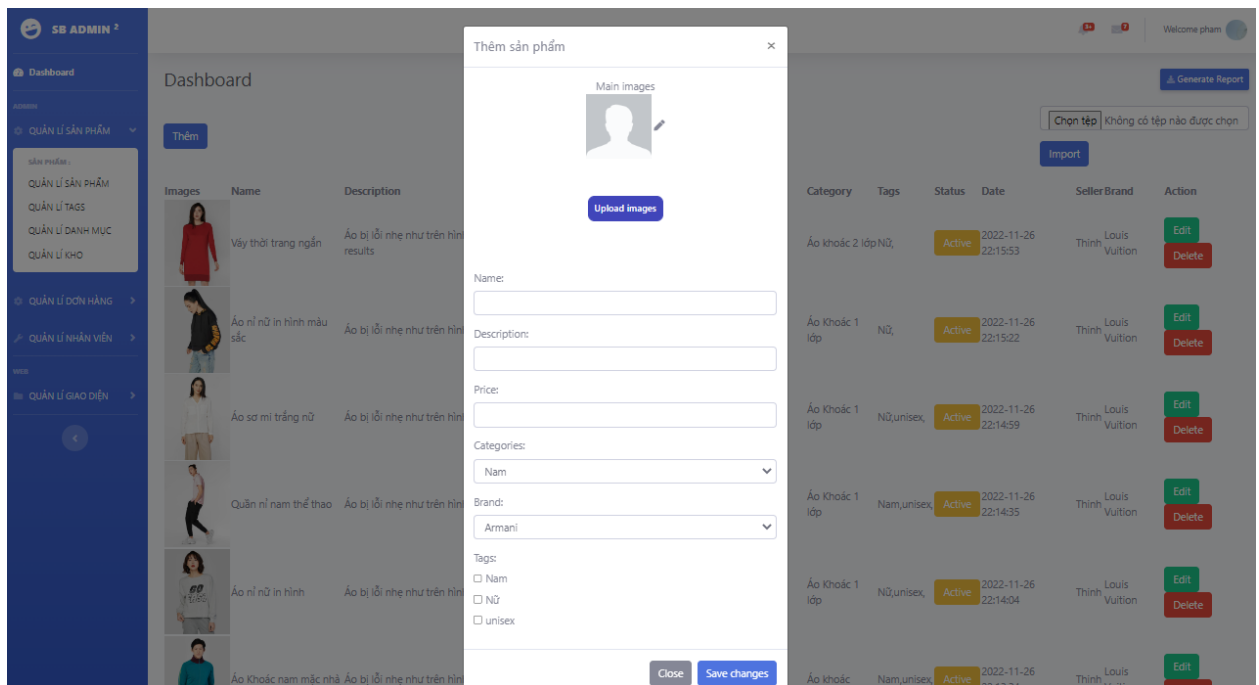 SB ADMIN 2
Welcome pham
Dashboard
ADMIN
QUẢN LÍ SẢN PHẨM
SẢN PHẨM :
QUẢN LÍ SẢN PHẨM
QUẢN LÍ TAGS
QUẢN LÍ DANH MỤC
QUẢN LÍ KHO
QUẢN LÍ ĐƠN HÀNG
QUẢN LÍ NHÂN VIÊN
WEB
QUẢN LÍ GIAO DIỆN
Dashboard
Generate Report
Thêm
Chọn tệp Không có tệp nào được chọn
Import
Images Name Description Category Tags Status Date Seller Brand Action
Váy thời trang ngắn Áo bị lỗi nhẹ như trên hình Áo khoác 2 lớp Nữ, Active 2022-11-26 Thinh Louis Edit
results 22:15:53 Vuition Delete
Áo nỉ nữ in hình màu Áo bị lỗi nhẹ như trên hình Áo Khoác 1 Nữ, Active 2022-11-26 Thinh Louis Edit
sắc lớp 22:15:22 Vuition Delete
Áo sơ mi trắng nữ Áo bị lỗi nhẹ như trên hình Áo Khoác 1 Nữ,unisex, Active 2022-11-26 Thinh Louis Edit
lớp 22:14:59 Vuition Delete
Quần nỉ nam thể thao Áo bị lỗi nhẹ như trên hình Áo Khoác 1 Nam,unisex, Active 2022-11-26 Thinh Louis Edit
lớp 22:14:35 Vuition Delete
Áo nỉ nữ in hình Áo bị lỗi nhẹ như trên hình Áo Khoác 1 Nữ,unisex, Active 2022-11-26 Thinh Louis Edit
lớp 22:14:04 Vuition Delete
Áo Khoác nam mặc nhà Áo bị lỗi nhẹ như trên hình Áo khoác Nam,unisex, Active 2022-11-26 Thinh Louis Edit
Thêm sản phẩm ×
Main images
Upload images
Name:
Description:
Price:
Categories:
Nam
Brand:
Armani
Tags:
Nam
Nữ
unisex
Close Save changes